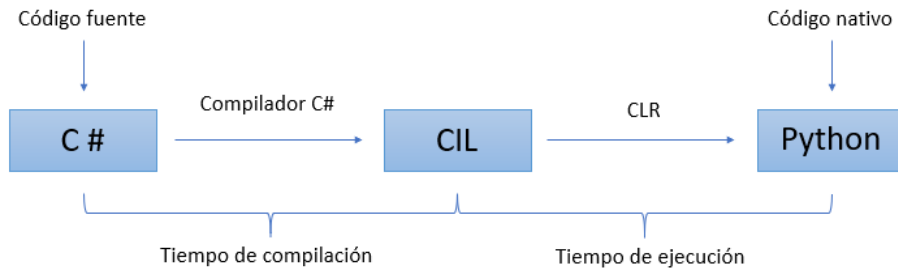 Código fuente
Código nativo
Compilador C#
CLR
C #
CIL
Python
Tiempo de compilación
Tiempo de ejecución